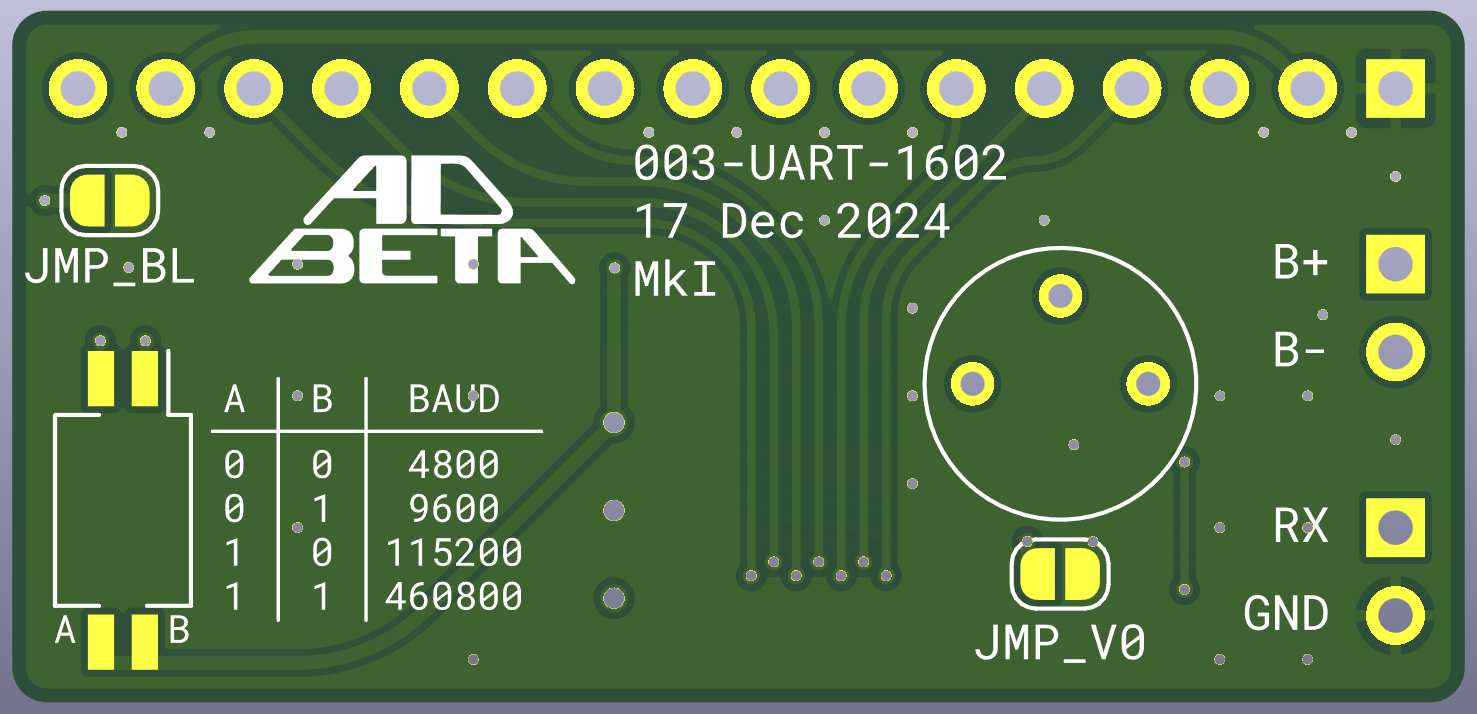 003-UART-1602
17 Dec 2024
MkI
AD
BETA
JMP_BL
B+
B-
A B BAUD
0 0 4800
0 1 9600
1 0 115200
1 1 460800
A B
RX
GND
JMP_V0